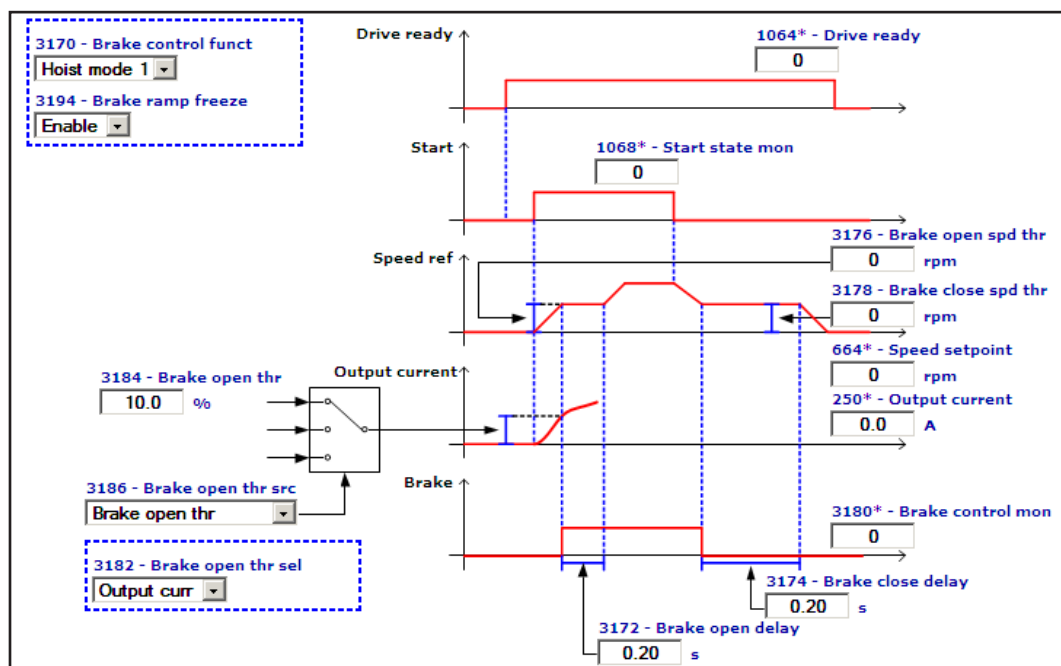 3170 - Brake control funct
Hoist mode 1
3194 - Brake ramp freeze
Enable
Drive ready
1064* - Drive ready
0
Start
1068* - Start state mon
0
Speed ref
3176 - Brake open spd thr
0 rpm
3178 - Brake close spd thr
0 rpm
664* - Speed setpoint
0 rpm
3184 - Brake open thr
10.0 %
Output current
250* - Output current
0.0 A
3186 - Brake open thr src
Brake open thr
Brake
3180* - Brake control mon
0
3182 - Brake open thr sel
Output curr
3174 - Brake close delay
0.20 s
3172 - Brake open delay
0.20 s